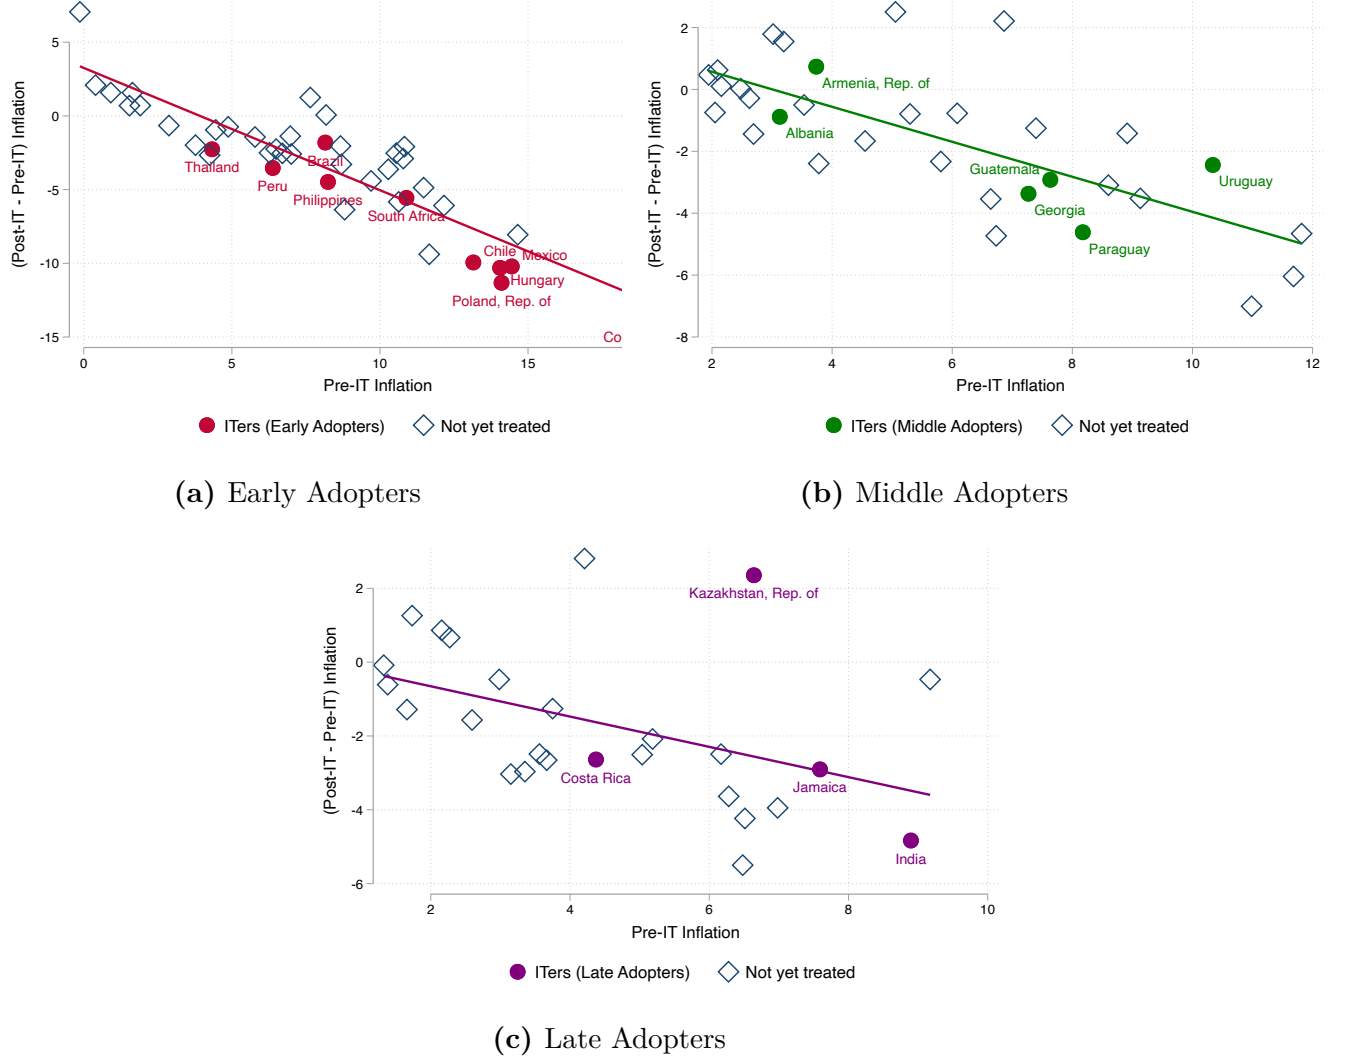 (Post-IT - Pre-IT) Inflation
5
0
-5
-10
-15
Thailand
Peru
Brazil
Philippines
South Africa
Chile
Mexico
Hungary
Poland, Rep. of
Co
0
5
10
15
Pre-IT Inflation
ITers (Early Adopters)
Not yet treated
(a) Early Adopters
(Post-IT - Pre-IT) Inflation
2
0
-2
-4
-6
-8
Armenia, Rep. of
Albania
Guatemala
Georgia
Uruguay
Paraguay
2
4
6
8
10
12
Pre-IT Inflation
ITers (Middle Adopters)
Not yet treated
(b) Middle Adopters
(Post-IT - Pre-IT) Inflation
2
0
-2
-4
-6
Kazakhstan, Rep. of
Costa Rica
Jamaica
India
2
4
6
8
10
Pre-IT Inflation
ITers (Late Adopters)
Not yet treated
(c) Late Adopters